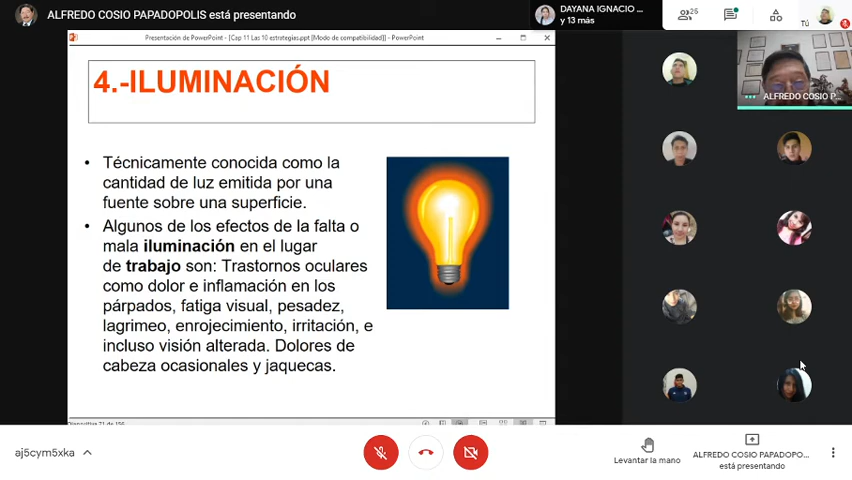 ALFREDO COSIO PAPADOPOLIS está presentando
DAYANA IGNACIO ...
y 13 más
26
Tú
Presentación de PowerPoint - [Cap 11 Las 10 estrategias.ppt [Modo de compatibilidad]] - PowerPoint
ALFREDO COSIO P...
4.-ILUMINACIÓN
• Técnicamente conocida como la
cantidad de luz emitida por una
fuente sobre una superficie.
• Algunos de los efectos de la falta o
mala iluminación en el lugar
de trabajo son: Trastornos oculares
como dolor e inflamación en los
párpados, fatiga visual, pesadez,
lagrimeo, enrojecimiento, irritación, e
incluso visión alterada. Dolores de
cabeza ocasionales y jaquecas.
aj5cym5xka
Levantar la mano
ALFREDO COSIO PAPADOPO...
está presentando